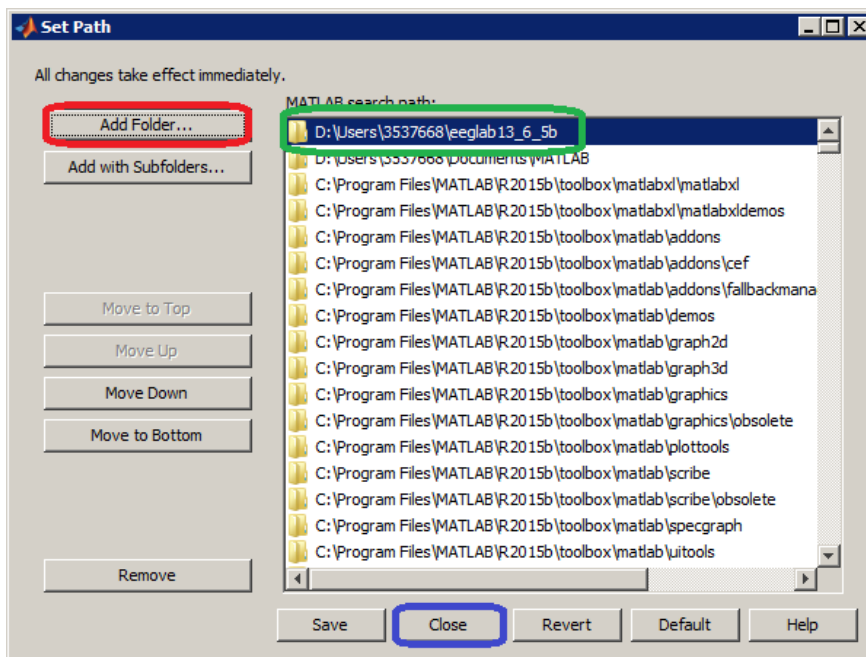 Set Path
All changes take effect immediately.
MATLAB search path:
Add Folder...
Add with Subfolders...
Move to Top
Move Up
Move Down
Move to Bottom
Remove
D:\Users\3537668\eeglab13_6_5b
D:\Users\3537668\Documents\MATLAB
C:\Program Files\MATLAB\R2015b\toolbox\matlabxl\matlabxl
C:\Program Files\MATLAB\R2015b\toolbox\matlabxl\matlabxldemos
C:\Program Files\MATLAB\R2015b\toolbox\matlab\addons
C:\Program Files\MATLAB\R2015b\toolbox\matlab\addons\cef
C:\Program Files\MATLAB\R2015b\toolbox\matlab\addons\fallbackmana
C:\Program Files\MATLAB\R2015b\toolbox\matlab\demos
C:\Program Files\MATLAB\R2015b\toolbox\matlab\graph2d
C:\Program Files\MATLAB\R2015b\toolbox\matlab\graph3d
C:\Program Files\MATLAB\R2015b\toolbox\matlab\graphics
C:\Program Files\MATLAB\R2015b\toolbox\matlab\graphics\obsolete
C:\Program Files\MATLAB\R2015b\toolbox\matlab\plottools
C:\Program Files\MATLAB\R2015b\toolbox\matlab\scribe
C:\Program Files\MATLAB\R2015b\toolbox\matlab\scribe\obsolete
C:\Program Files\MATLAB\R2015b\toolbox\matlab\specgraph
C:\Program Files\MATLAB\R2015b\toolbox\matlab\uitools
Save
Close
Revert
Default
Help